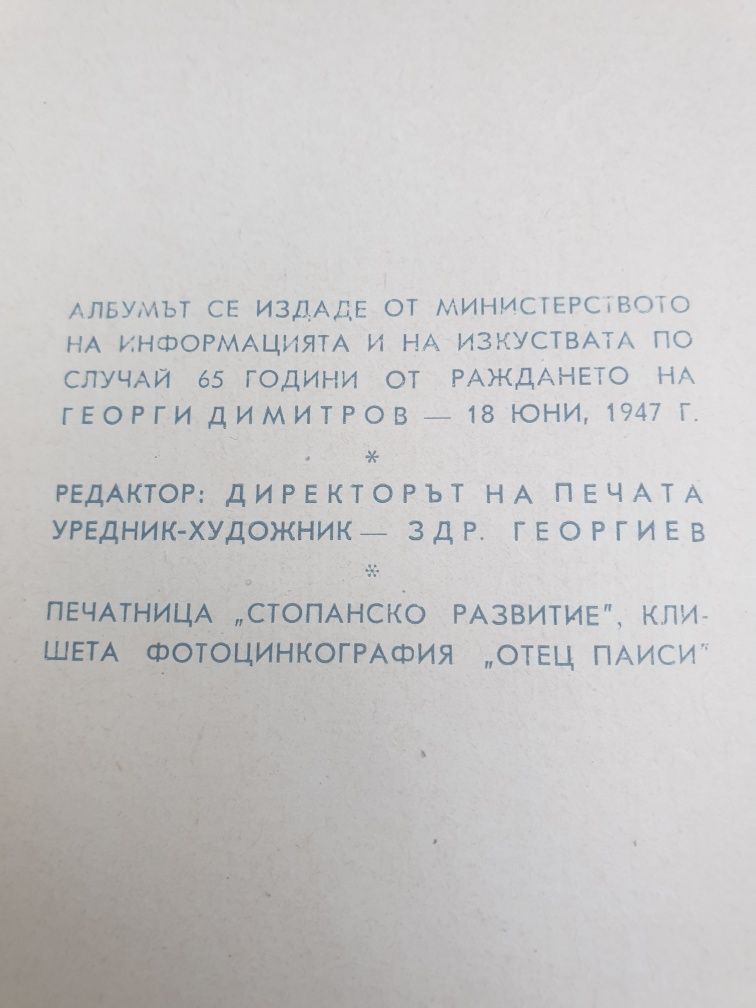 АЛБУМЪТ СЕ ИЗДАДЕ ОТ МИНИСТЕРСТВОТО
НА ИНФОРМАЦИЯТА И НА ИЗКУСТВАТА ПО
СЛУЧАЙ 65 ГОДИНИ ОТ РАЖДАНЕТО НА
ГЕОРГИ ДИМИТРОВ — 18 ЮНИ, 1947 Г.
*
РЕДАКТОР: ДИРЕКТОРЪТ НА ПЕЧАТА
УРЕДНИК-ХУДОЖНИК — ЗДР. ГЕОРГИЕВ
*
ПЕЧАТНИЦА „СТОПАНСКО РАЗВИТИЕ", КЛИ-
ШЕТА ФОТОЦИНКОГРАФИЯ „ОТЕЦ ПАИСИ"